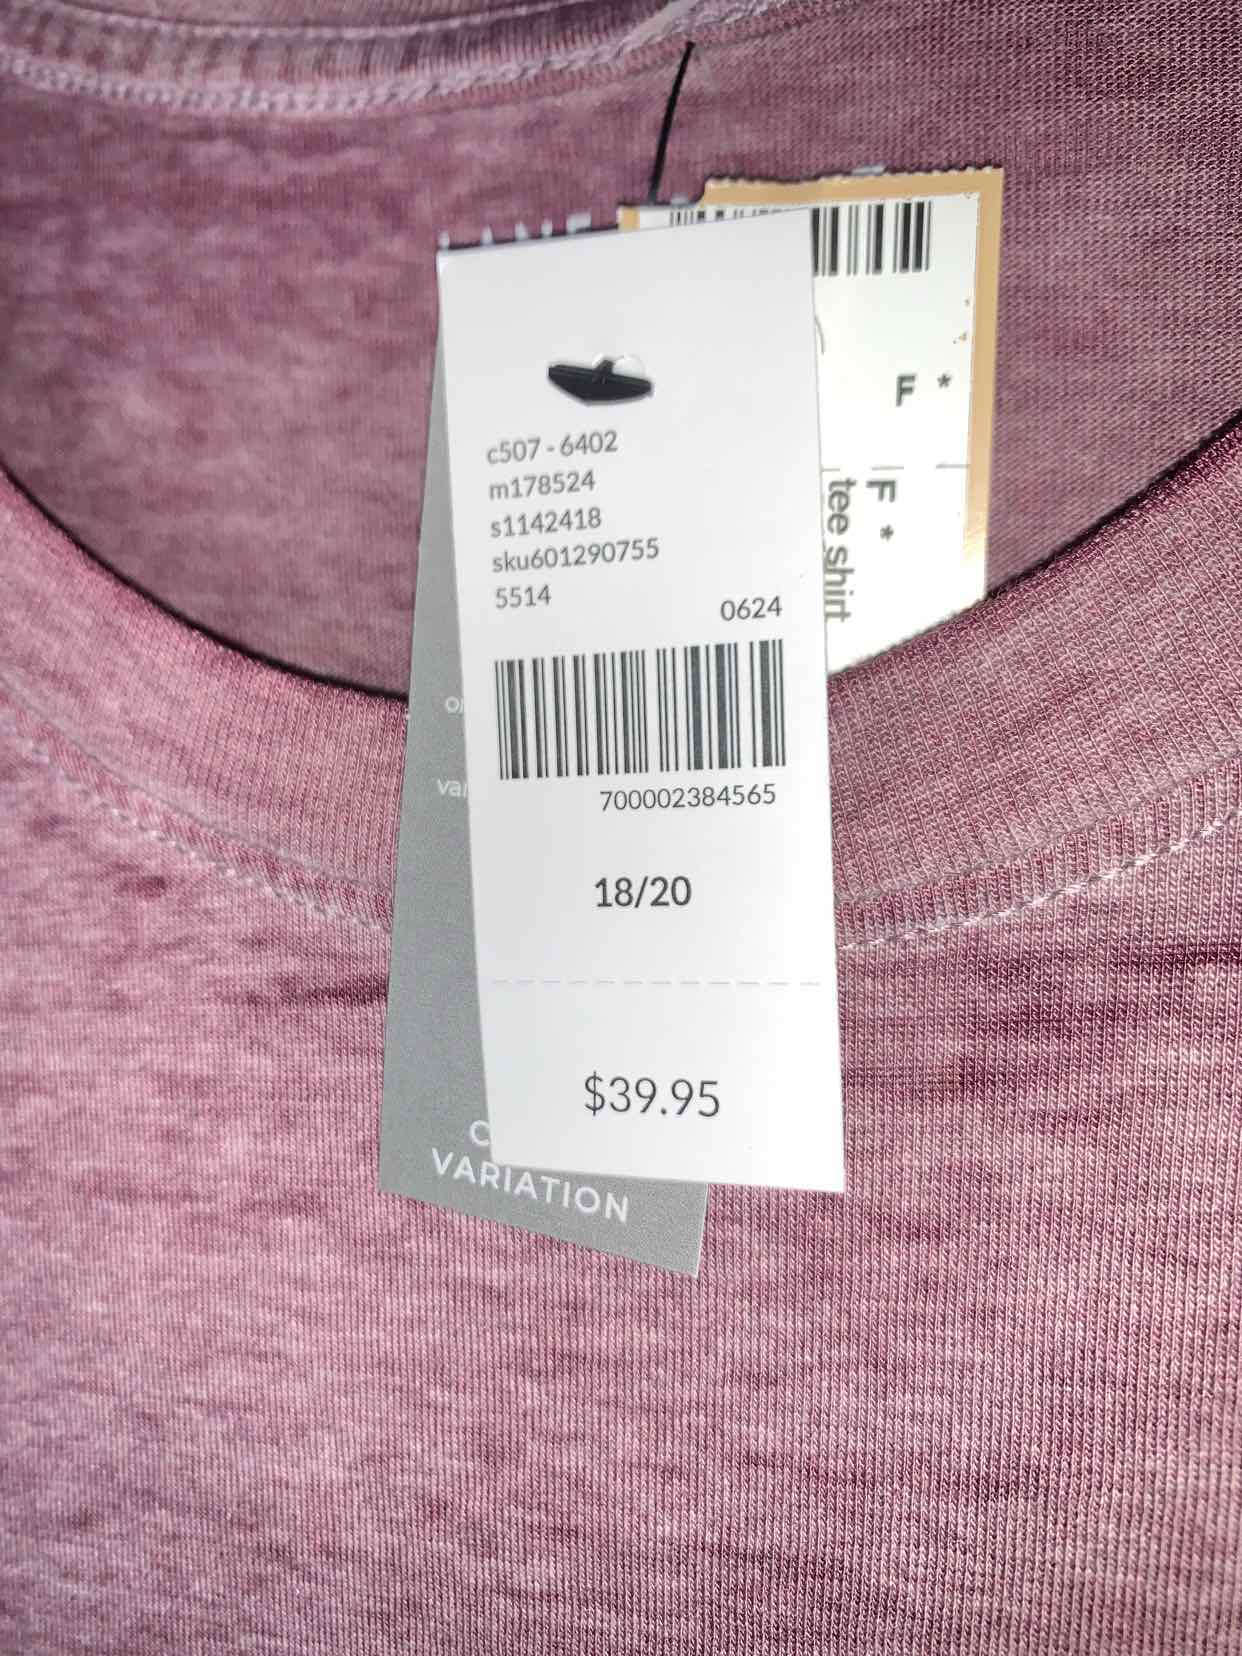 c507 - 6402
m178524
s1142418
sku601290755
5514
0624
700002384565
18/20
$39.95
VARIATION
F *
F *
tee shirt